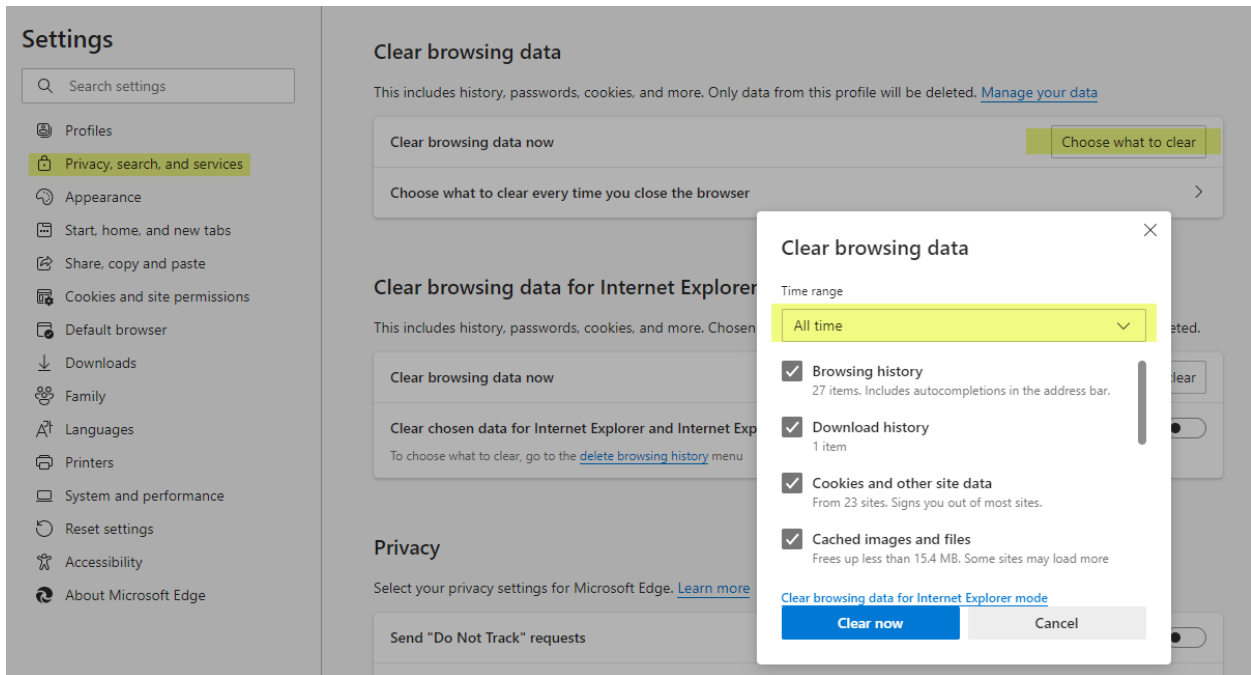 Settings
Search settings
Profiles
Privacy, search, and services
Appearance
Start, home, and new tabs
Share, copy and paste
Cookies and site permissions
Default browser
Downloads
Family
Languages
Printers
System and performance
Reset settings
Accessibility
About Microsoft Edge
Clear browsing data
This includes history, passwords, cookies, and more. Only data from this profile will be deleted. Manage your data
Clear browsing data now
Choose what to clear
Choose what to clear every time you close the browser
Clear browsing data for Internet Explorer
This includes history, passwords, cookies, and more. Chosen
Clear browsing data now
Clear chosen data for Internet Explorer and Internet Exp
To choose what to clear, go to the delete browsing history menu
Privacy
Select your privacy settings for Microsoft Edge. Learn more
Send "Do Not Track" requests
Clear browsing data
Time range
All time
Browsing history
27 items. Includes autocompletions in the address bar.
Download history
1 item
Cookies and other site data
From 23 sites. Signs you out of most sites.
Cached images and files
Frees up less than 15.4 MB. Some sites may load more
Clear browsing data for Internet Explorer mode
Clear now
Cancel